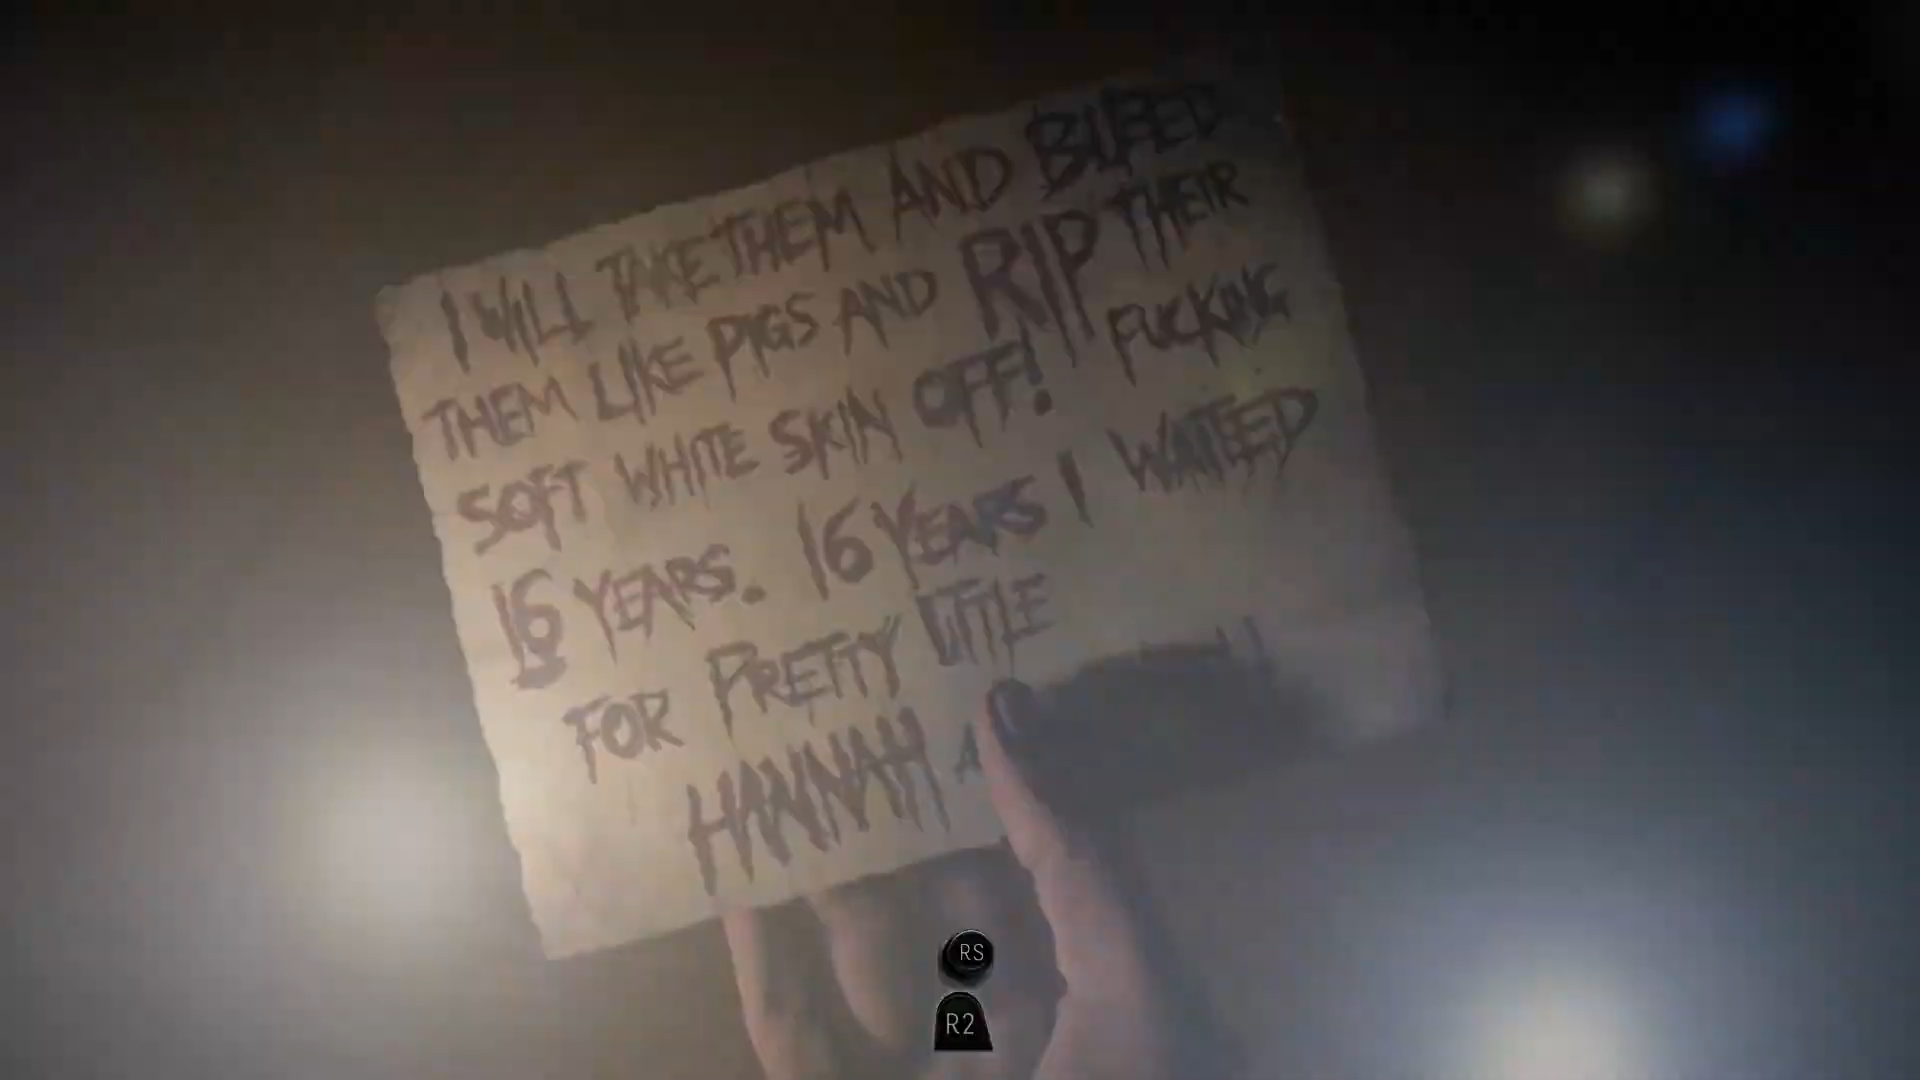 I WILL TAKE THEM AND BLEED
THEM LIKE PIGS AND RIP THEIR
SOFT WHITE SKIN OFF! FUCKING
16 YEARS. 16 YEARS I WAITEED
FOR PRETTY LITTLE
HANNAH
RS
R2